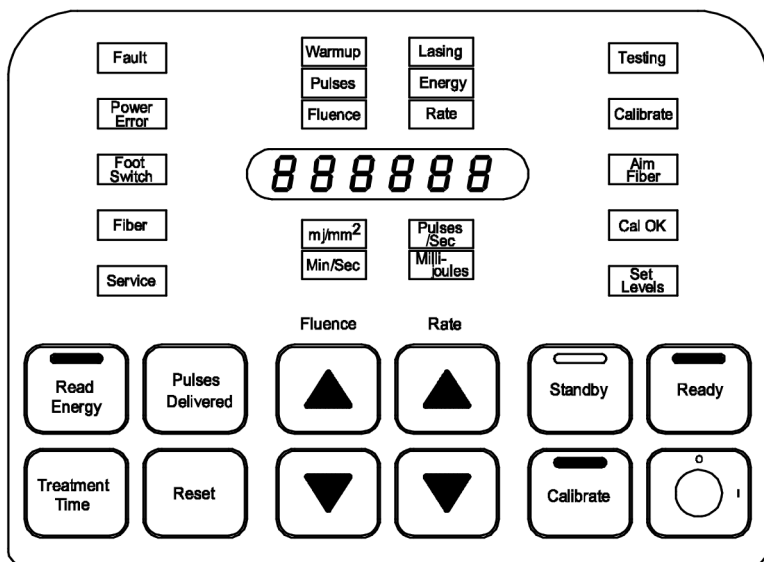 Fault
Warmup
Lasing
Testing
Pulses
Energy
Power
Error
Fluence
Rate
Calibrate
Foot
Switch
888888
Aim
Fiber
Fiber
mj/mm²
Pulses
/Sec
Cal OK
Min/Sec
Milli-
joules
Service
Set
Levels
Fluence
Rate
Read
Energy
Pulses
Delivered
Standby
Ready
Treatment
Time
Reset
Calibrate
O
I